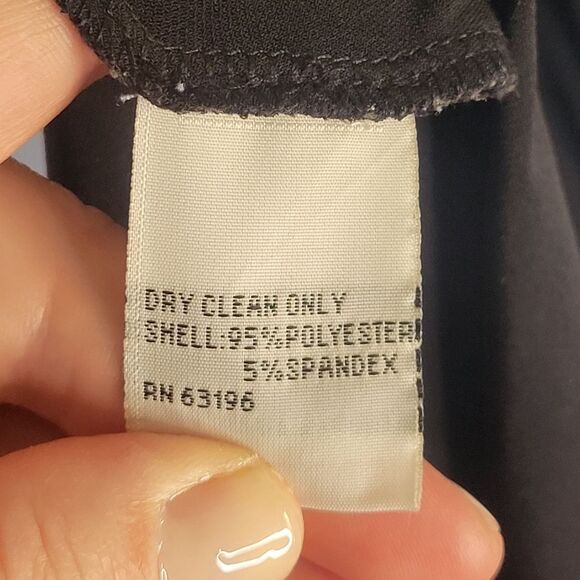 DRY CLEAN ONLY
SHELL:95%POLYESTER
5%SPANDEX
RN 63196